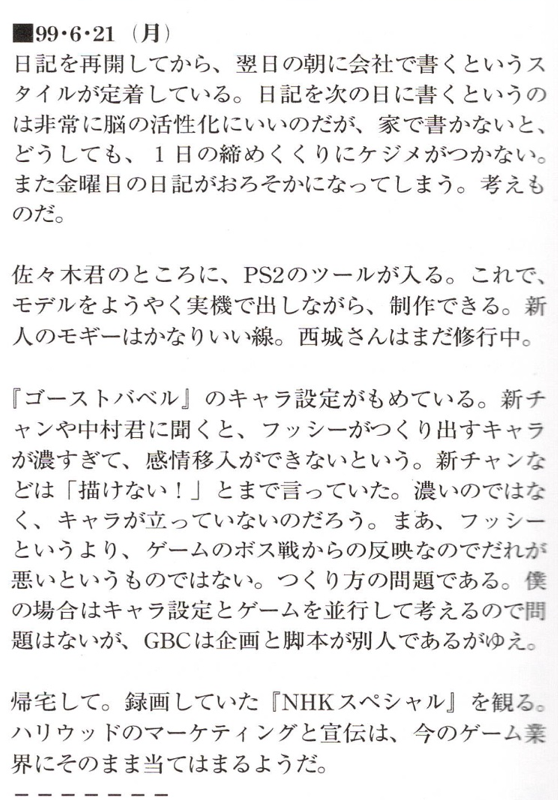 ■99・6・21（月）
日記を再開してから、翌日の朝に会社で書くというス
タイルが定着している。日記を次の日に書くというの
は非常に脳の活性化にいいのだが、家で書かないと、
どうしても、1日の締めくくりにケジメがつかない。
また金曜日の日記がおろそかになってしまう。考えも
のだ。
佐々木君のところに、PS2のツールが入る。これで、
モデルをようやく実機で出しながら、制作できる。新
人のモギーはかなりいい線。西城さんはまだ修行中。
『ゴーストバベル』のキャラ設定がもめている。新チ
ャンや中村君に聞くと、フッシーがつくり出すキャラ
が濃すぎて、感情移入ができないという。新チャンな
どは「描けない！」とまで言っていた。濃いのではな
く、キャラが立っていないのだろう。まあ、フッシー
というより、ゲームのボス戦からの反映なのでだれが
悪いというものではない。つくり方の問題である。僕
の場合はキャラ設定とゲームを並行して考えるので問
題はないが、GBCは企画と脚本が別人であるがゆえ。
帰宅して。録画していた『NHKスペシャル』を観る。
ハリウッドのマーケティングと宣伝は、今のゲーム業
界にそのまま当てはまるようだ。
－－－－－－－